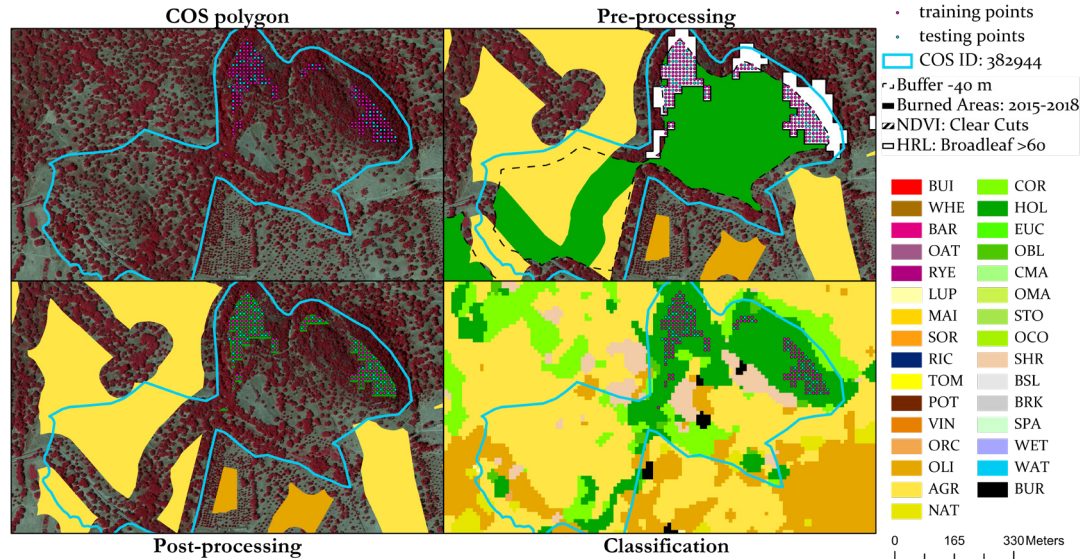 COS polygon
Pre-processing
training points
testing points
COS ID: 382944
Buffer -40 m
Burned Areas: 2015-2018
NDVI: Clear Cuts
HRL: Broadleaf >60
BUI
WHE
BAR
OAT
RYE
LUP
MAI
SOR
RIC
TOM
POT
VIN
ORC
OLI
AGR
NAT
COR
HOL
EUC
OBL
CMA
OMA
STO
OCO
SHR
BSL
BRK
SPA
WET
WAT
BUR
Post-processing
Classification
0 165 330 Meters